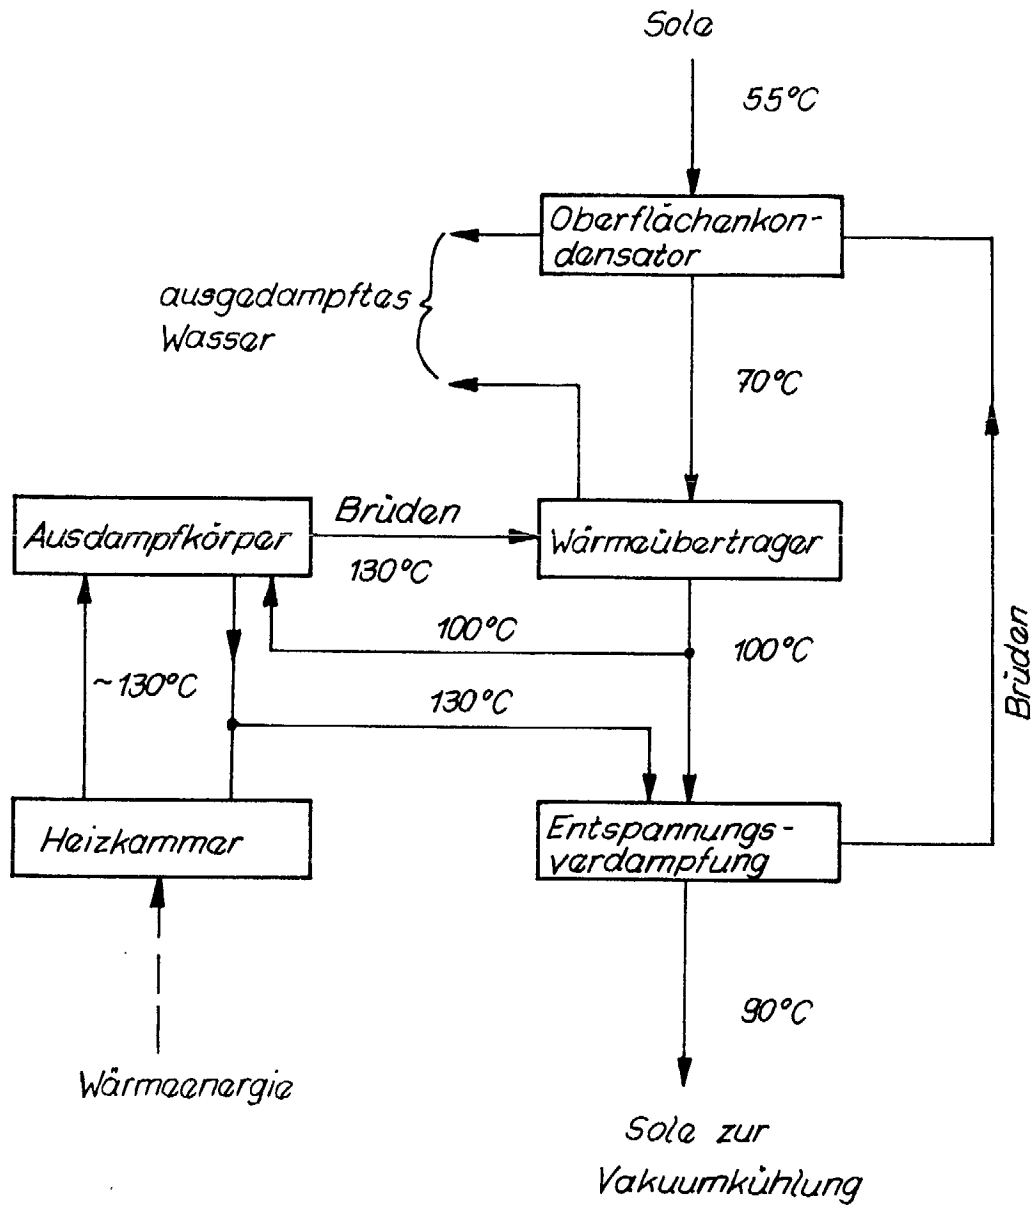 Sole
55°C
Oberflächenkon-
densator
ausgedampftes
Wasser
70°C
Brüden
Ausdampfkörper
Wärmeübertrager
130°C
100°C
100°C
~130°C
130°C
Brüden
Heizkammer
Entspannungs-
verdampfung
90°C
Wärmeenergie
Sole zur
Vakuumkühlung